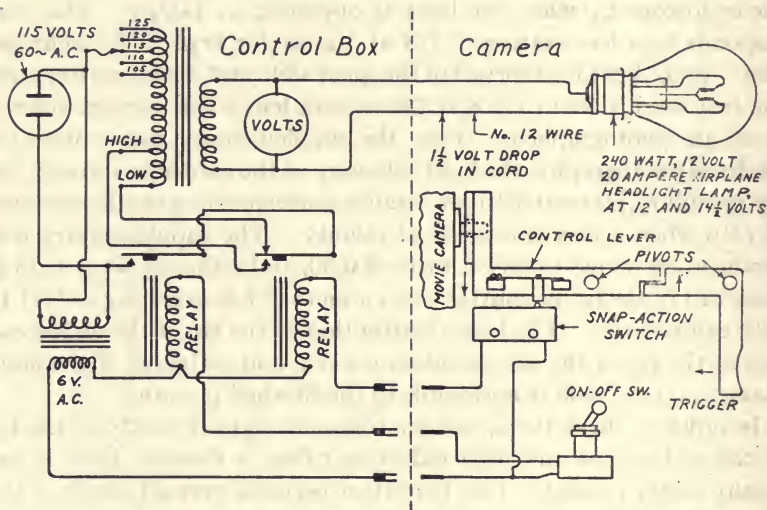 115 VOLTS
60~ A.C.
125
120
115
110
105
HIGH
LOW
Control Box
VOLTS
Camera
No. 12 WIRE
1½ VOLT DROP
IN CORD
240 WATT, 12 VOLT
20 AMPERE AIRPLANE
HEADLIGHT LAMP,
AT 12 AND 14½ VOLTS
MOVIE CAMERA
CONTROL LEVER
PIVOTS
SNAP-ACTION
SWITCH
TRIGGER
ON-OFF SW.
RELAY
RELAY
6 V.
A.C.